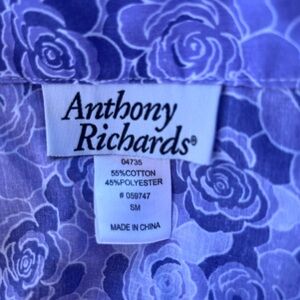 Anthony
Richards®
04735
55%COTTON
45%POLYESTER
# 059747
SM
MADE IN CHINA